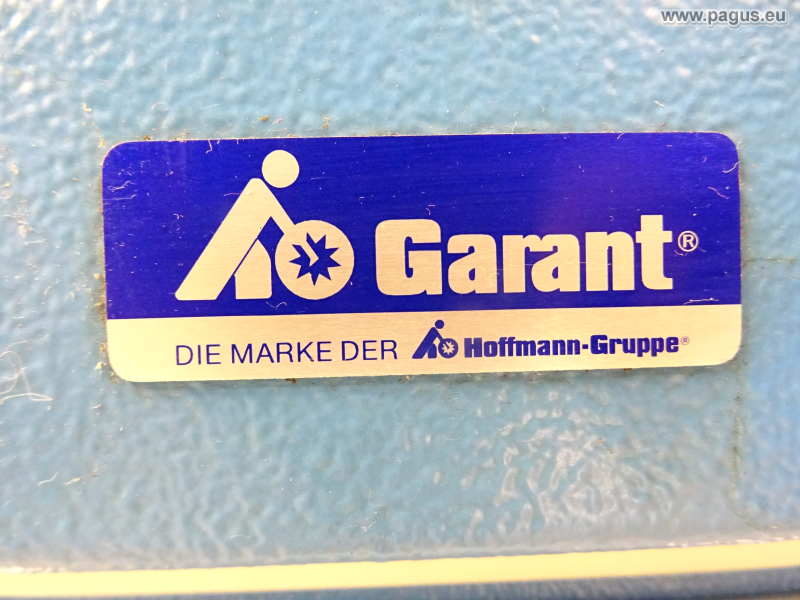 www.pagus.eu
Garant®
DIE MARKE DER Hoffmann-Gruppe®